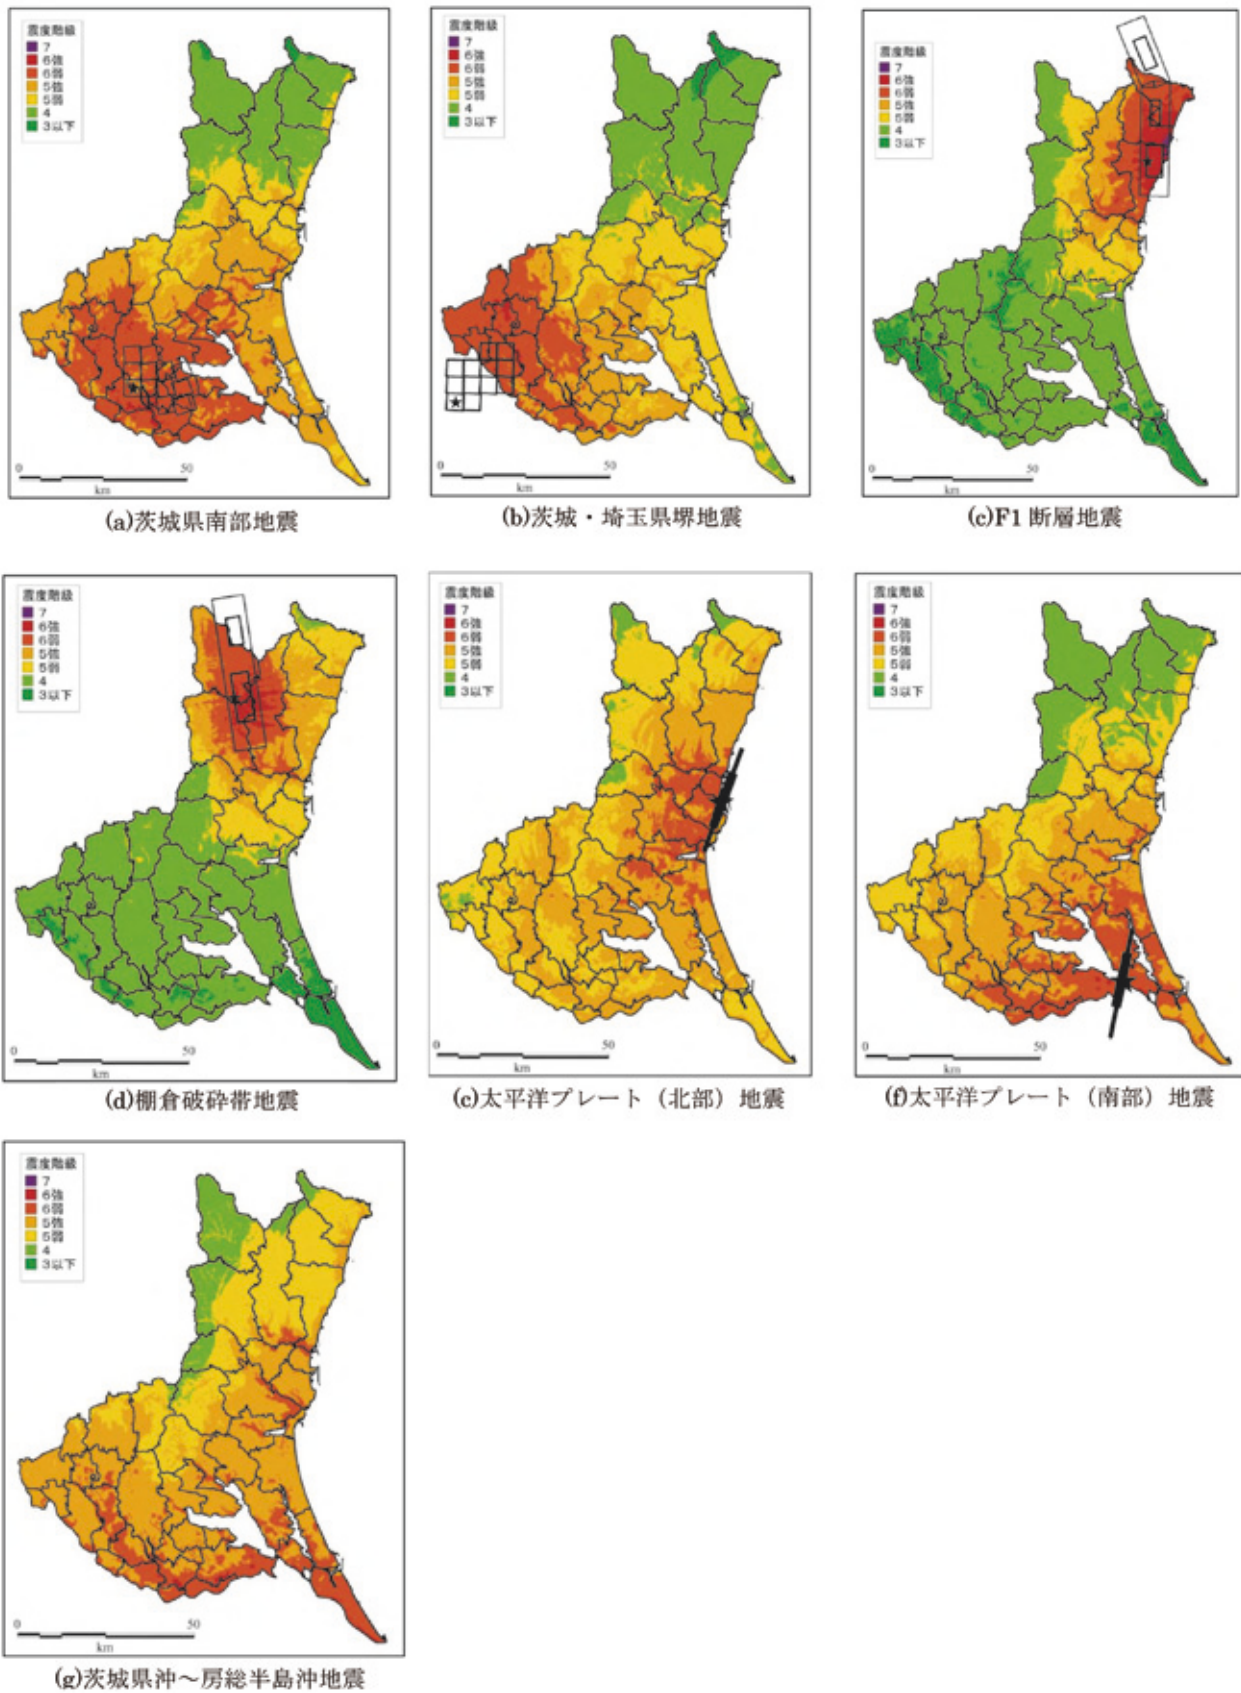 震度階級
7
6強
6弱
5強
5弱
4
3以下
0
50
km
(a)茨城県南部地震
震度階級
7
6強
6弱
5強
5弱
4
3以下
0
50
km
(b)茨城・埼玉県堺地震
震度階級
7
6強
6弱
5強
5弱
4
3以下
0
50
km
(c)F1 断層地震
震度階級
7
6強
6弱
5強
5弱
4
3以下
0
50
km
(d)棚倉破砕帯地震
震度階級
7
6強
6弱
5強
5弱
4
3以下
0
50
km
(e)太平洋プレート（北部）地震
震度階級
7
6強
6弱
5強
5弱
4
3以下
0
50
km
(f)太平洋プレート（南部）地震
震度階級
7
6強
6弱
5強
5弱
4
3以下
0
50
km
(g)茨城県沖～房総半島沖地震